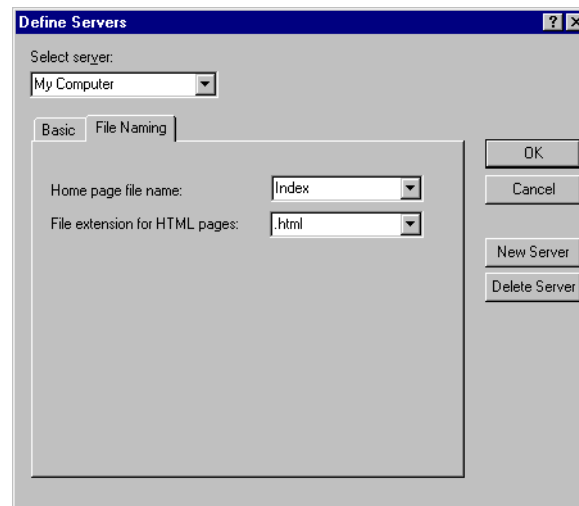 Define Servers
Select server:
My Computer
Basic
File Naming
Home page file name:
Index
File extension for HTML pages:
.html
OK
Cancel
New Server
Delete Server